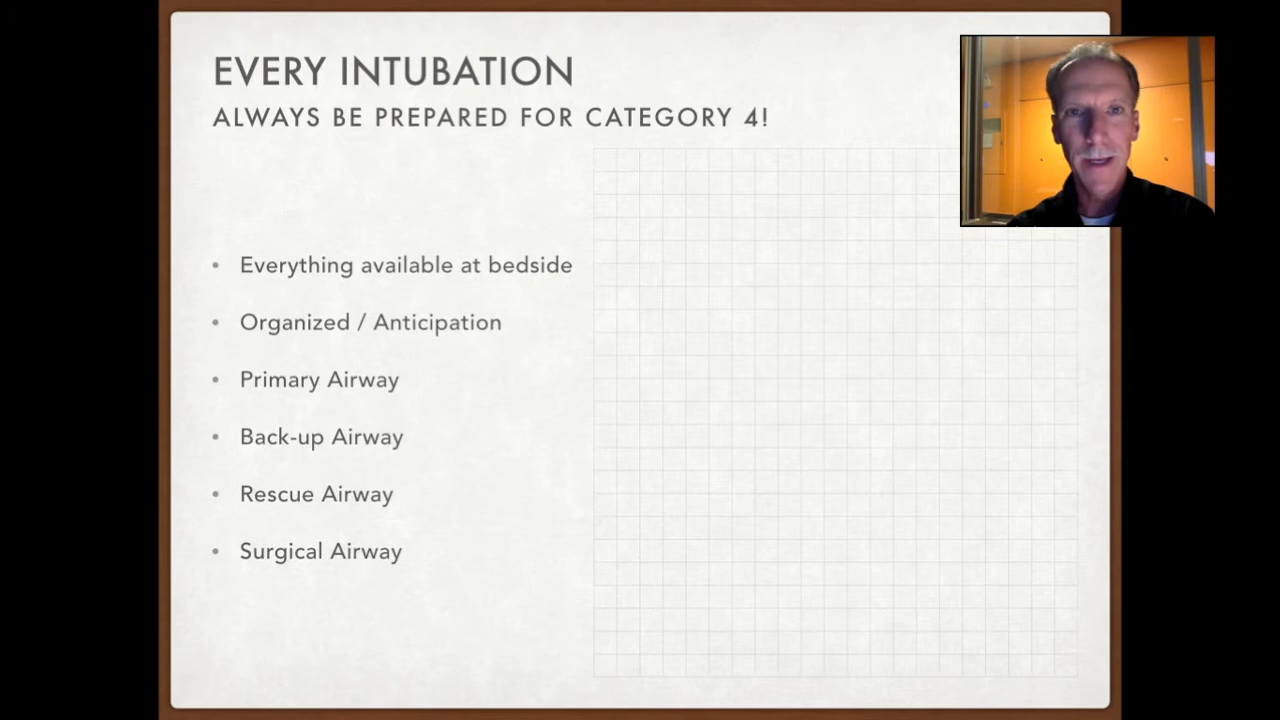 EVERY INTUBATION
ALWAYS BE PREPARED FOR CATEGORY 4!
• Everything available at bedside
• Organized / Anticipation
• Primary Airway
• Back-up Airway
• Rescue Airway
• Surgical Airway